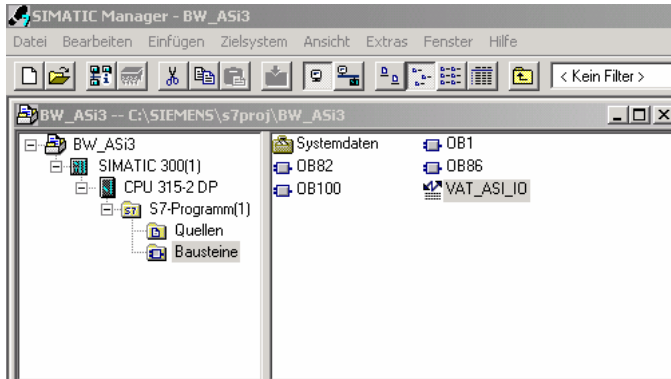 SIMATIC Manager - BW_ASi3
Datei Bearbeiten Einfügen Zielsystem Ansicht Extras Fenster Hilfe
< Kein Filter >
BW_ASi3 -- C:\SIEMENS\s7proj\BW_ASi3
BW_ASi3
SIMATIC 300(1)
CPU 315-2 DP
S7-Programm(1)
Quellen
Bausteine
Systemdaten OB1
OB82 OB86
OB100 VAT_ASI_IO